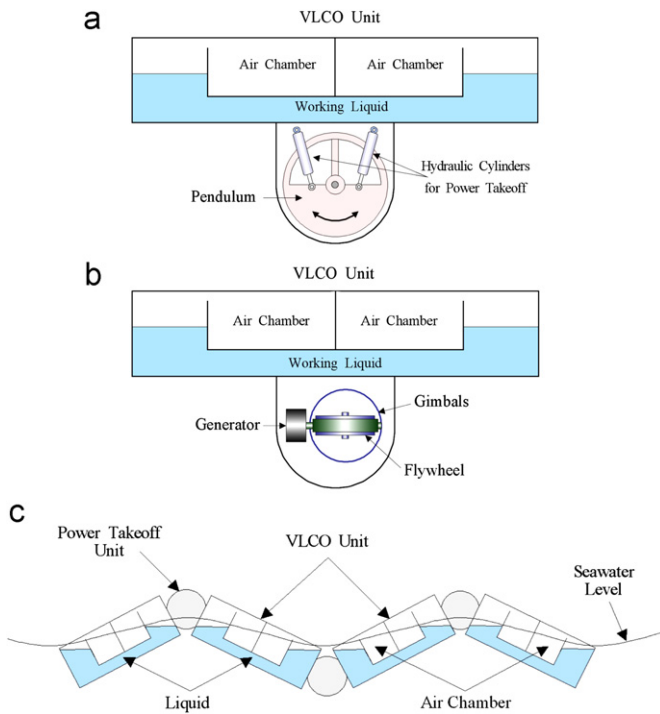 a
VLCO Unit
Air Chamber
Air Chamber
Working Liquid
Hydraulic Cylinders
for Power Takeoff
Pendulum
b
VLCO Unit
Air Chamber
Air Chamber
Working Liquid
Gimbals
Generator
Flywheel
c
Power Takeoff
Unit
VLCO Unit
Seawater
Level
Liquid
Air Chamber